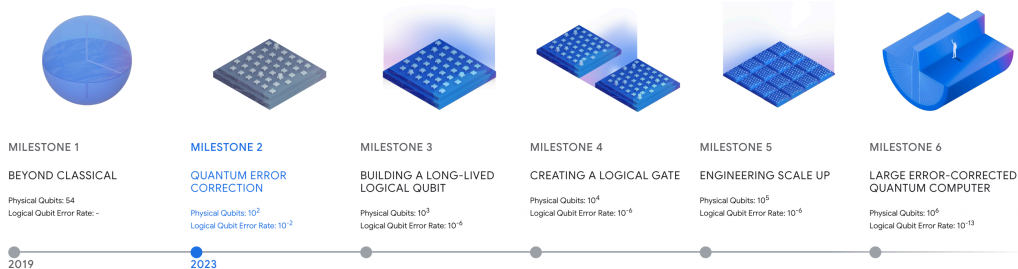 MILESTONE 1
BEYOND CLASSICAL
Physical Qubits: 54
Logical Qubit Error Rate: -
2019
MILESTONE 2
QUANTUM ERROR
CORRECTION
Physical Qubits: 10²
Logical Qubit Error Rate: 10⁻²
2023
MILESTONE 3
BUILDING A LONG-LIVED
LOGICAL QUBIT
Physical Qubits: 10³
Logical Qubit Error Rate: 10⁻⁶
MILESTONE 4
CREATING A LOGICAL GATE
Physical Qubits: 10⁴
Logical Qubit Error Rate: 10⁻⁶
MILESTONE 5
ENGINEERING SCALE UP
Physical Qubits: 10⁵
Logical Qubit Error Rate: 10⁻⁶
MILESTONE 6
LARGE ERROR-CORRECTED
QUANTUM COMPUTER
Physical Qubits: 10⁶
Logical Qubit Error Rate: 10⁻¹³